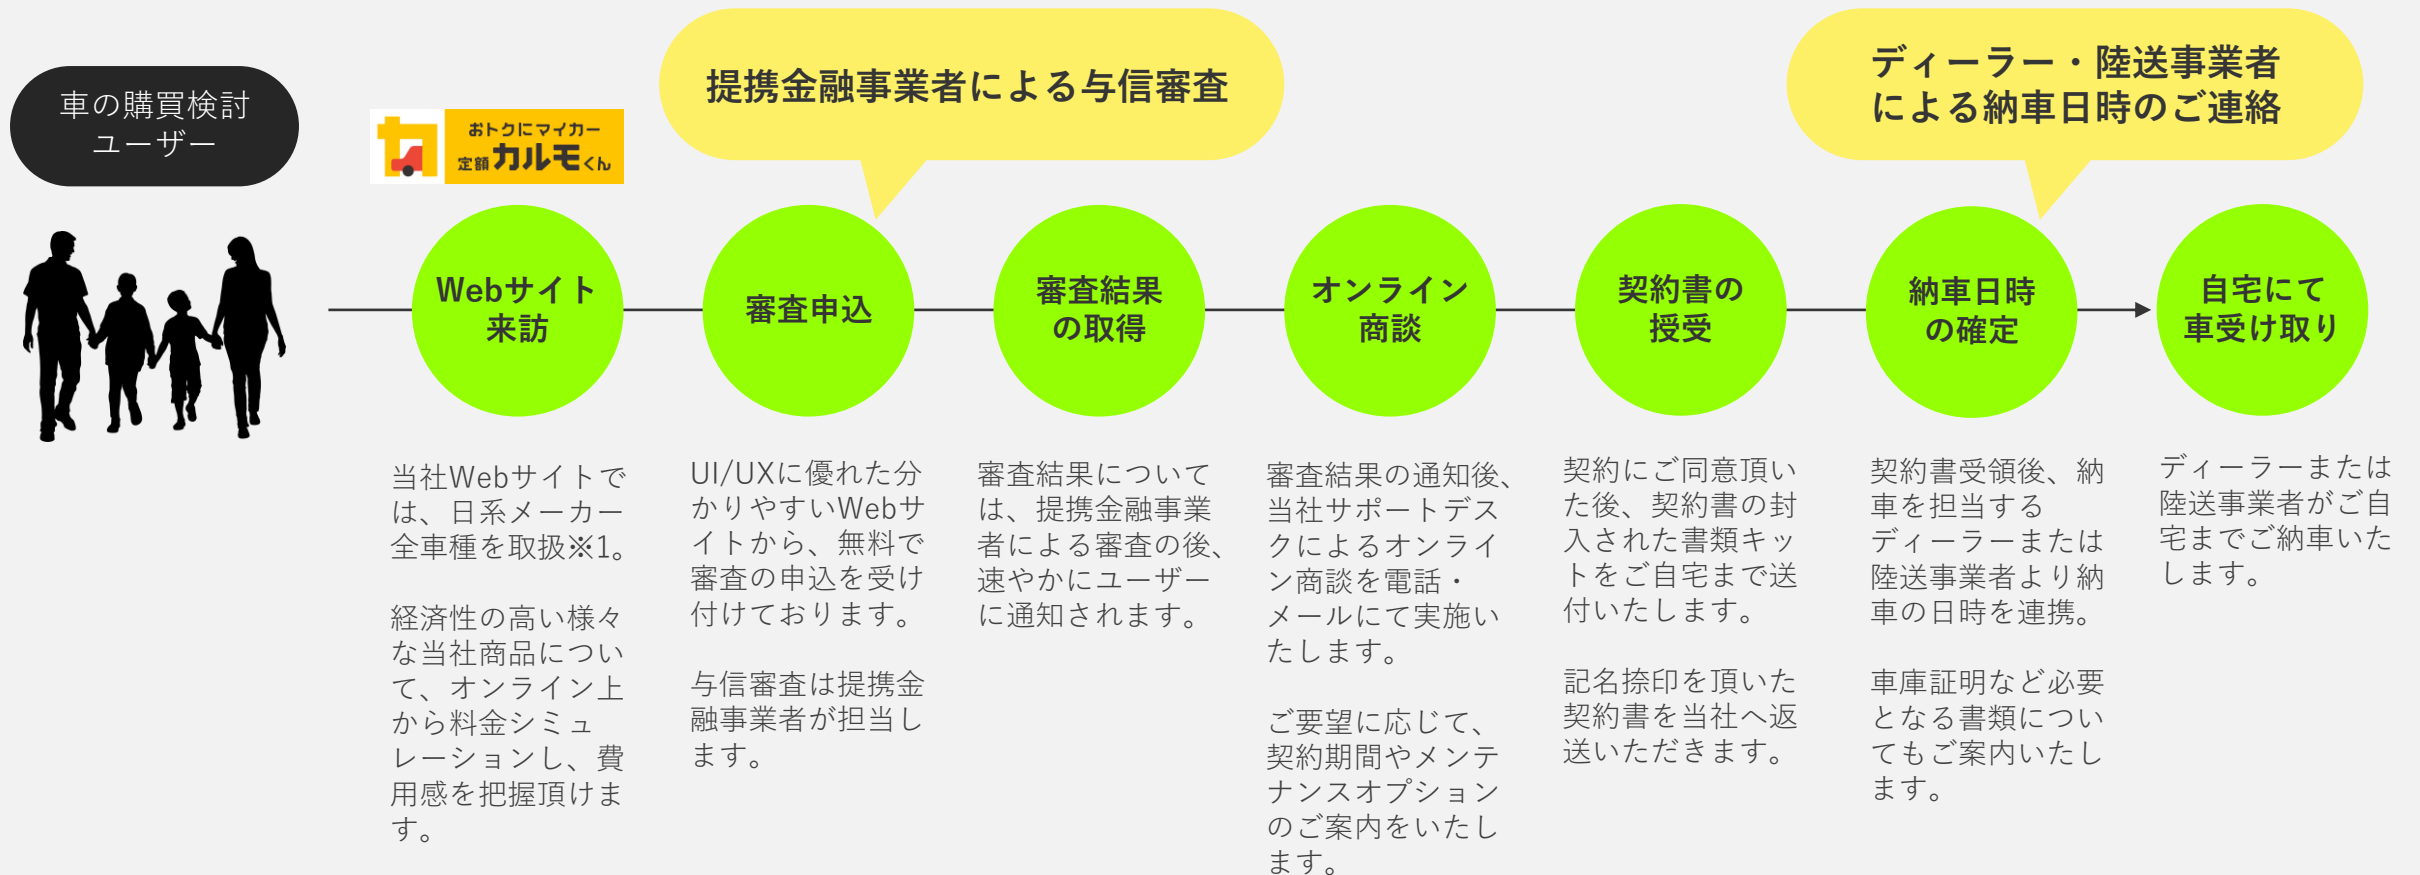 車の購買検討
ユーザー
おトクにマイカー
定額カルモくん
提携金融事業者による与信審査
ディーラー・陸送事業者
による納車日時のご連絡
Webサイト
来訪
審査申込
審査結果
の取得
オンライン
商談
契約書の
授受
納車日時
の確定
自宅にて
車受け取り
当社Webサイトで
は、日系メーカー
全車種を取扱※1。
経済性の高い様々
な当社商品につい
て、オンライン上
から料金シミュ
レーションし、費
用感を把握頂けま
す。
UI/UXに優れた分
かりやすいWebサ
イトから、無料で
審査の申込を受け
付けております。
与信審査は提携金
融事業者が担当し
ます。
審査結果について
は、提携金融事業
者による審査の後、
速やかにユーザー
に通知されます。
審査結果の通知後、
当社サポートデス
クによるオンライ
ン商談を電話・
メールにて実施い
たします。
ご要望に応じて、
契約期間やメンテ
ナンスオプション
のご案内をいたし
ます。
契約にご同意頂い
た後、契約書の封
入された書類キッ
トをご自宅まで送
付いたします。
記名捺印を頂いた
契約書を当社へ返
送いただきます。
契約書受領後、納
車を担当する
ディーラーまたは
陸送事業者より納
車の日時を連携。
車庫証明など必要
となる書類につい
てもご案内いたし
ます。
ディーラーまたは
陸送事業者がご自
宅までご納車いた
します。